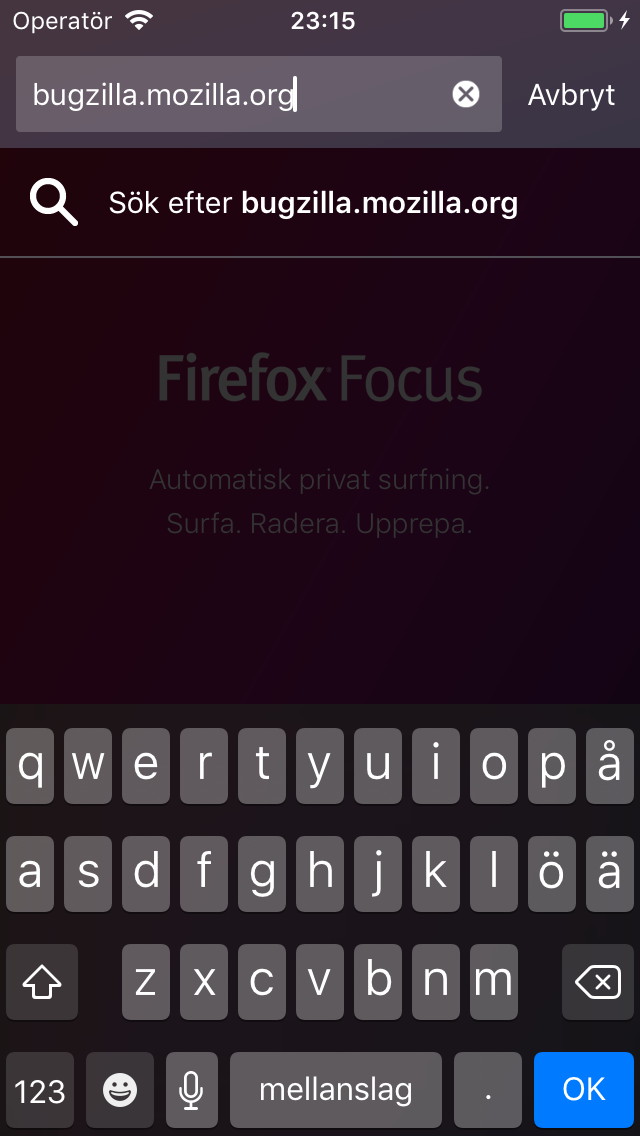 Operatör 23:15
bugzilla.mozilla.org Avbryt
Sök efter bugzilla.mozilla.org
Firefox Focus
Automatisk privat surfning.
Surfa. Radera. Upprepa.
q w e r t y u i o p å
a s d f g h j k l ö ä
z x c v b n m
123 mellanslag . OK